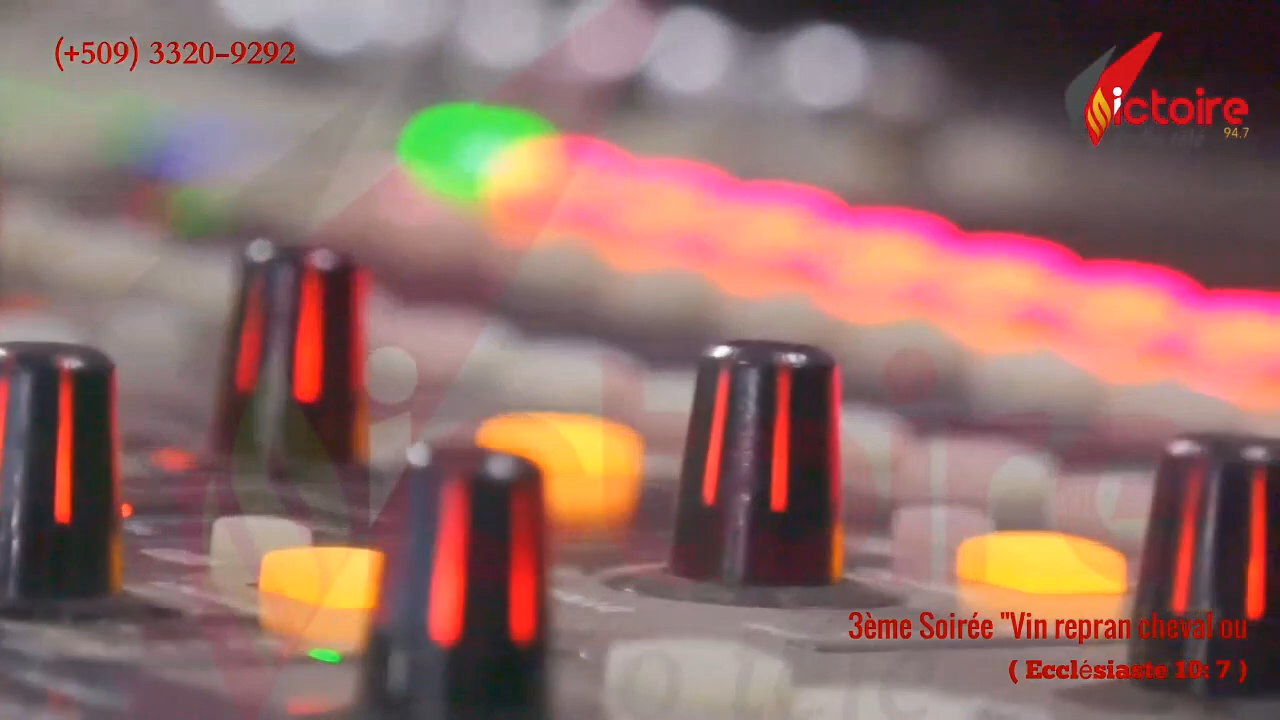 (+509) 3320-9292
Victoire
94.7
3ème Soirée "Vin repran cheval ou
( Ecclésiaste 10: 7 )